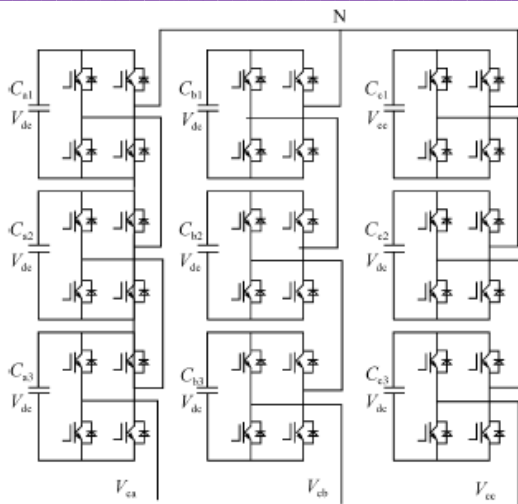 N
Ca1 Cb1 Cc1
Vdc Vdc Vcc
Ca2 Cb2 Cc2
Vdc Vdc Vdc
Ca3 Cb3 Cc3
Vdc Vdc Vdc
Vca Vcb Vcc